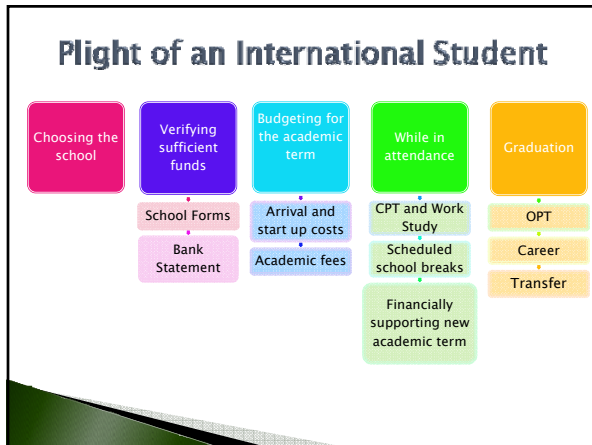 Plight of an International Student
Choosing the
school
Verifying
sufficient
funds
School Forms
Bank
Statement
Budgeting for
the academic
term
Arrival and
start up costs
Academic fees
While in
attendance
CPT and Work
Study
Scheduled
school breaks
Financially
supporting new
academic term
Graduation
OPT
Career
Transfer